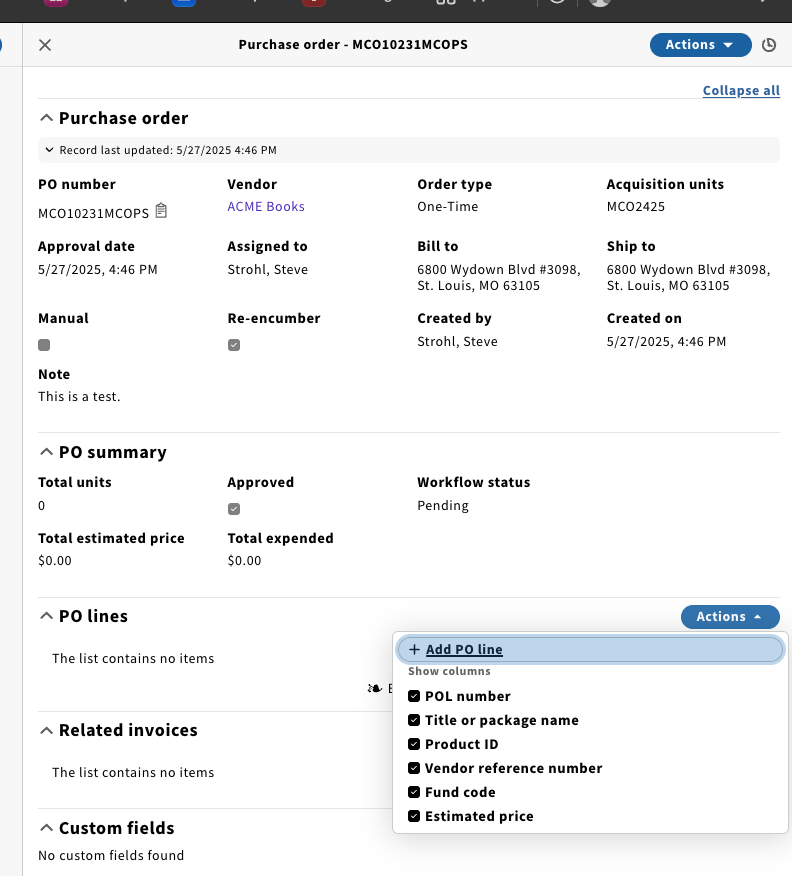 Purchase order - MCO10231MCOPS
Actions
Collapse all
Purchase order
Record last updated: 5/27/2025 4:46 PM
PO number
Vendor
Order type
Acquisition units
MCO10231MCOPS
ACME Books
One-Time
MCO2425
Approval date
Assigned to
Bill to
Ship to
5/27/2025, 4:46 PM
Strohl, Steve
6800 Wydown Blvd #3098,
St. Louis, MO 63105
6800 Wydown Blvd #3098,
St. Louis, MO 63105
Manual
Re-encumber
Created by
Created on
Strohl, Steve
5/27/2025, 4:46 PM
Note
This is a test.
PO summary
Total units
Approved
Workflow status
0
Pending
Total estimated price
Total expended
$0.00
$0.00
PO lines
Actions
The list contains no items
+ Add PO line
Show columns
POL number
Title or package name
Product ID
Vendor reference number
Fund code
Estimated price
Related invoices
The list contains no items
Custom fields
No custom fields found